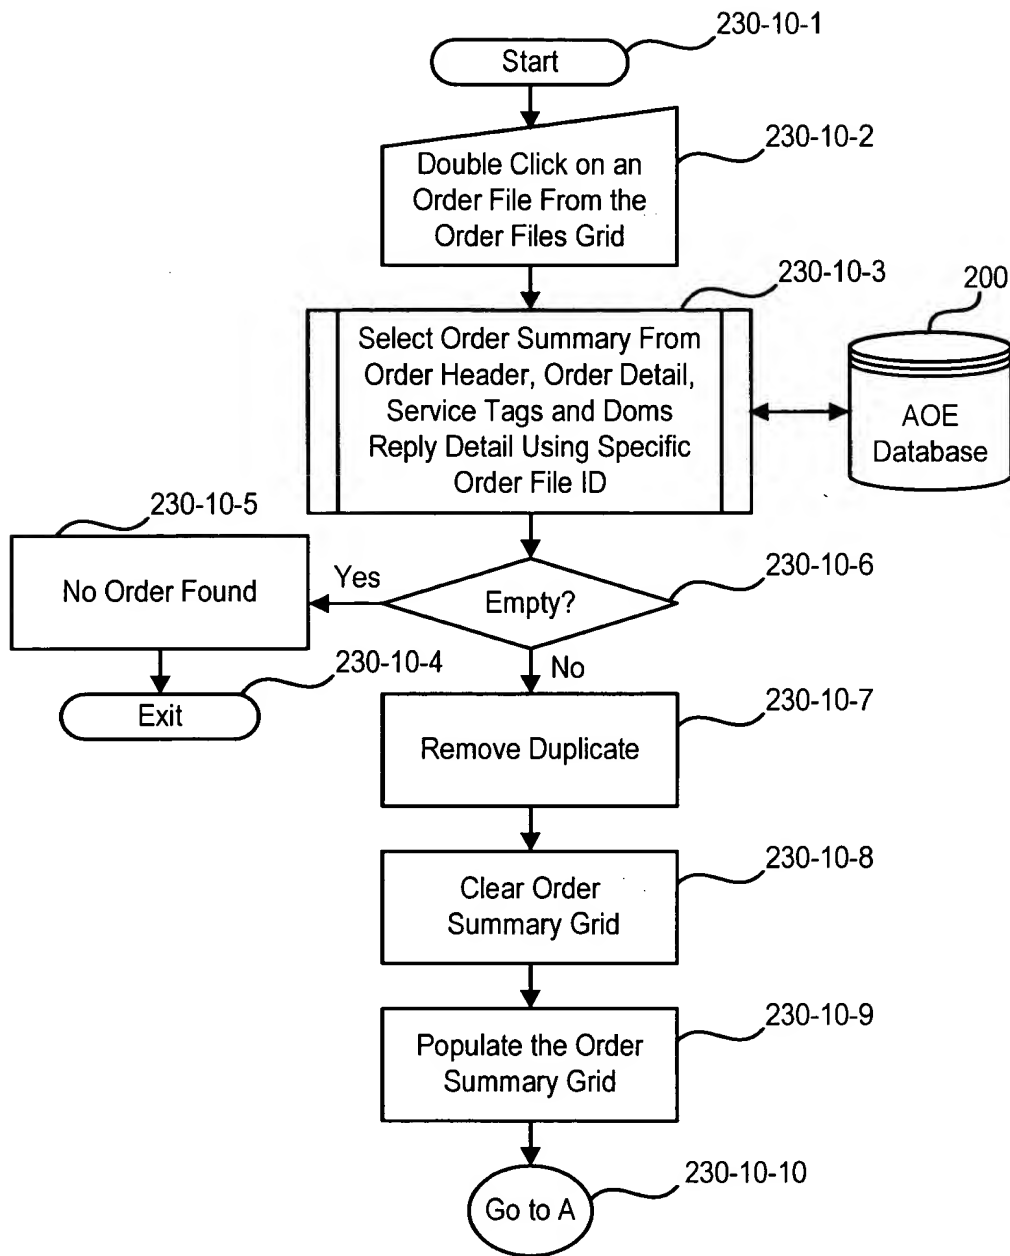 230-10-1
Start
230-10-2
Double Click on an
Order File From the
Order Files Grid
230-10-3
200
Select Order Summary From
Order Header, Order Detail,
Service Tags and Doms
Reply Detail Using Specific
Order File ID
AOE
Database
230-10-5
No Order Found
Yes
Empty?
230-10-6
No
230-10-4
Exit
230-10-7
Remove Duplicate
230-10-8
Clear Order
Summary Grid
230-10-9
Populate the Order
Summary Grid
230-10-10
Go to A